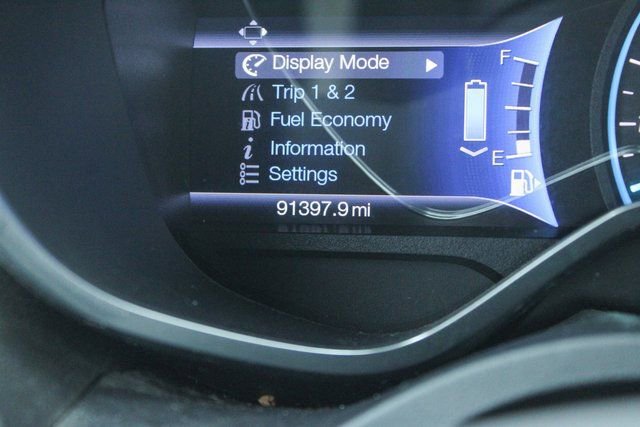 Display Mode
Trip 1 & 2
Fuel Economy
Information
Settings
91397.9 mi
F
E